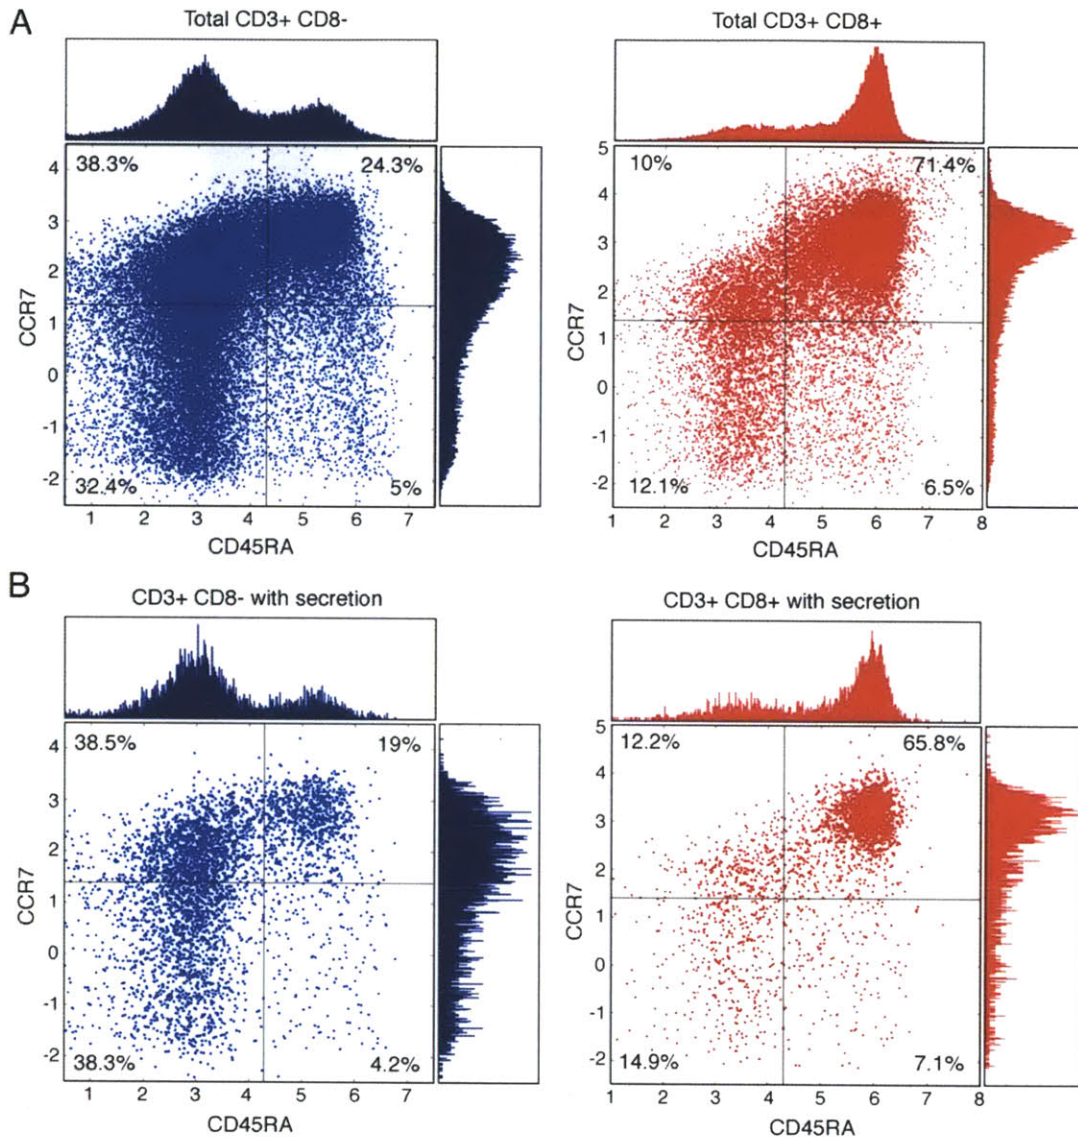 A
Total CD3+ CD8-
Total CD3+ CD8+
38.3%
24.3%
32.4%
5%
CCR7
4
3
2
1
0
-1
-2
1 2 3 4 5 6 7
CD45RA
10%
71.4%
12.1%
6.5%
CCR7
5
4
3
2
1
0
-1
-2
1 2 3 4 5 6 7 8
CD45RA
B
CD3+ CD8- with secretion
CD3+ CD8+ with secretion
38.5%
19%
38.3%
4.2%
CCR7
4
3
2
1
0
-1
-2
1 2 3 4 5 6 7
CD45RA
12.2%
65.8%
14.9%
7.1%
CCR7
5
4
3
2
1
0
-1
-2
1 2 3 4 5 6 7 8
CD45RA